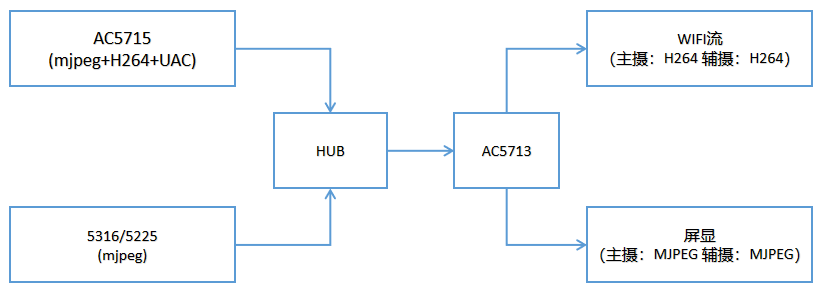 AC5715
(mjpeg+H264+UAC)
WIFI流
（主摄：H264 辅摄：H264）
HUB
AC5713
5316/5225
(mjpeg)
屏显
（主摄：MJPEG 辅摄：MJPEG）